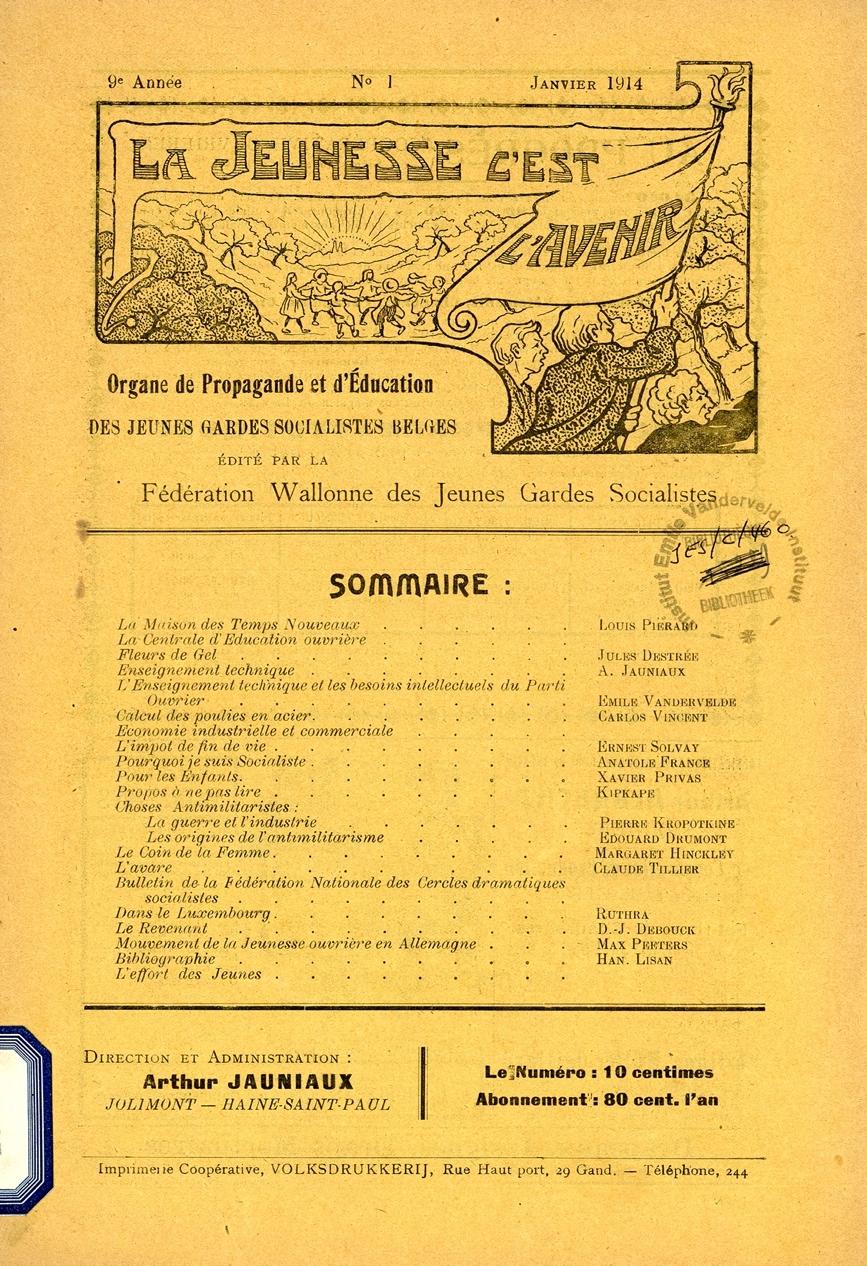 9e Année No 1 Janvier 1914
La Jeunesse c'est
l'Avenir
Organe de Propagande et d'Éducation
DES JEUNES GARDES SOCIALISTES BELGES
ÉDITÉ PAR LA
Fédération Wallonne des Jeunes Gardes Socialistes
Institut Emile Vandervelde Instituut
BIBLIOTHEEK
JES/2/460
SOMMAIRE :
La Maison des Temps Nouveaux . . . . . . Louis Piérard
La Centrale d'Education ouvrière . . . . . .
Fleurs de Gel . . . . . . . . . Jules Destrée
Enseignement technique . . . . . . . A. Jauniaux
L'Enseignement technique et les besoins intellectuels du Parti
Ouvrier . . . . . . . . . Emile Vandervelde
Calcul des poulies en acier. . . . . . . Carlos Vincent
Economie industrielle et commerciale . . . . .
L'impot de fin de vie . . . . . . . . Ernest Solvay
Pourquoi je suis Socialiste . . . . . . . Anatole France
Pour les Enfants. . . . . . . . . Xavier Privas
Propos à ne pas lire . . . . . . . . Kipkape
Choses Antimilitaristes :
La guerre et l'industrie . . . . . . Pierre Kropotkine
Les origines de l'antimilitarisme . . . . . Edouard Drumont
Le Coin de la Femme . . . . . . . . Margaret Hinckley
L'avare . . . . . . . . . . Claude Tillier
Bulletin de la Fédération Nationale des Cercles dramatiques
socialistes . . . . . . . . .
Dans le Luxembourg . . . . . . . . Ruthra
Le Revenant . . . . . . . . . D.-J. Debouck
Mouvement de la Jeunesse ouvrière en Allemagne . . . Max Peeters
Bibliographie . . . . . . . . . Han. Lisan
L'effort des Jeunes . . . . . . . .
Direction et Administration :
Arthur JAUNIAUX
JOLIMONT — HAINE-SAINT-PAUL
Le Numéro : 10 centimes
Abonnement : 80 cent. l'an
Imprimerie Coopérative, VOLKSDRUKKERIJ, Rue Haut port, 29 Gand. — Téléphone, 244